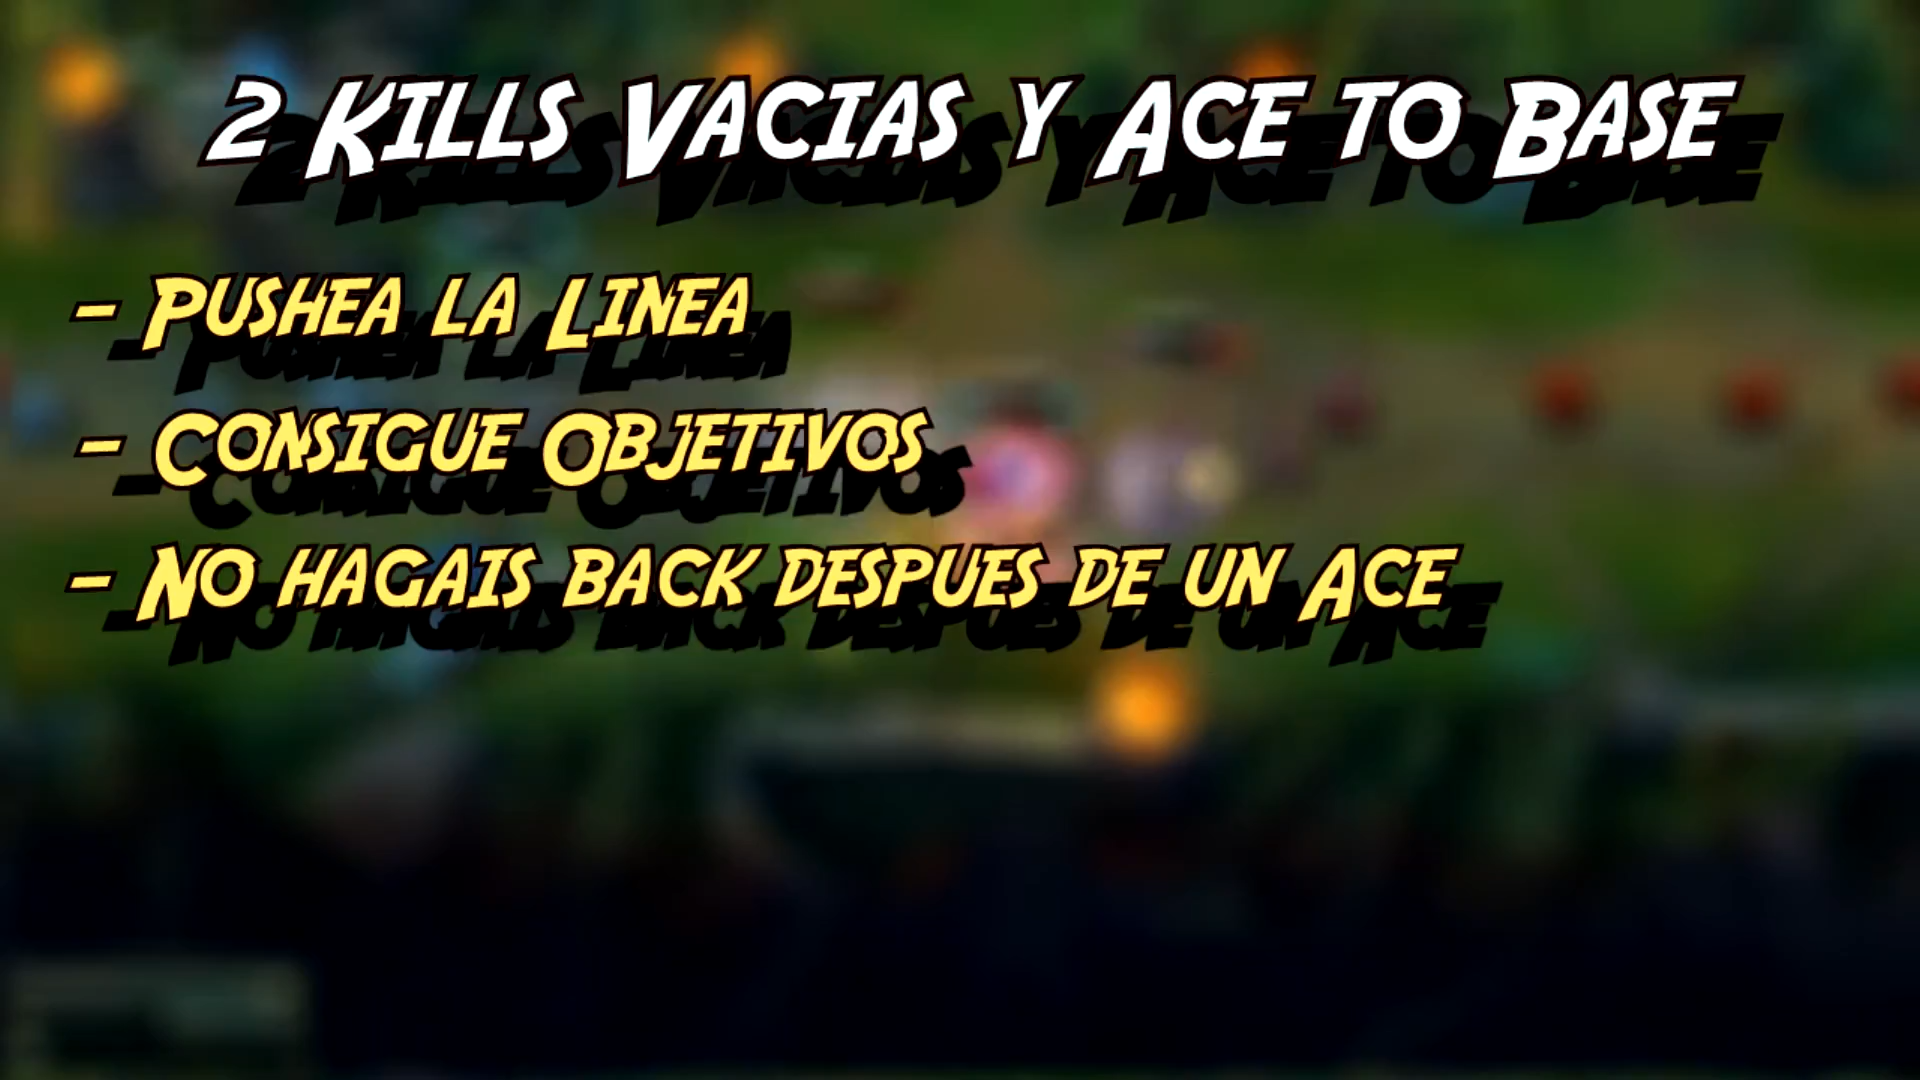 2 Kills Vacias y Ace to Base
- Pushea la Linea
- Consigue Objetivos
- No hagais back despues de un Ace